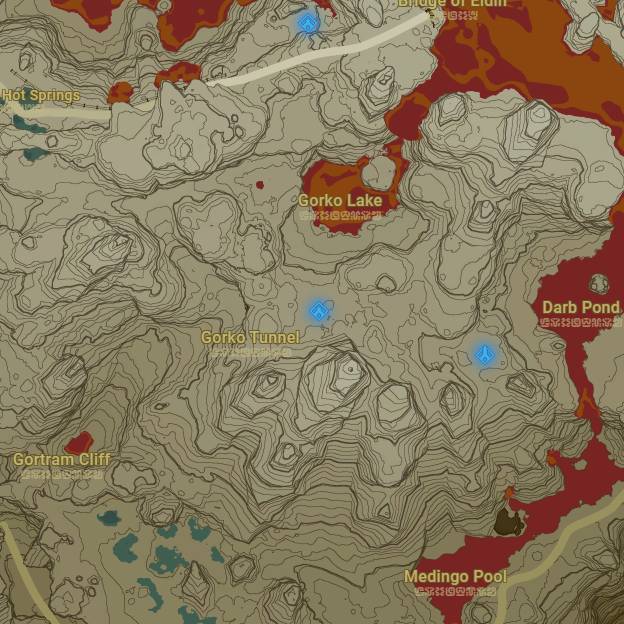 Bridge of Eldin
Hot Springs
Gorko Lake
Darb Pond
Gorko Tunnel
Gortram Cliff
Medingo Pool